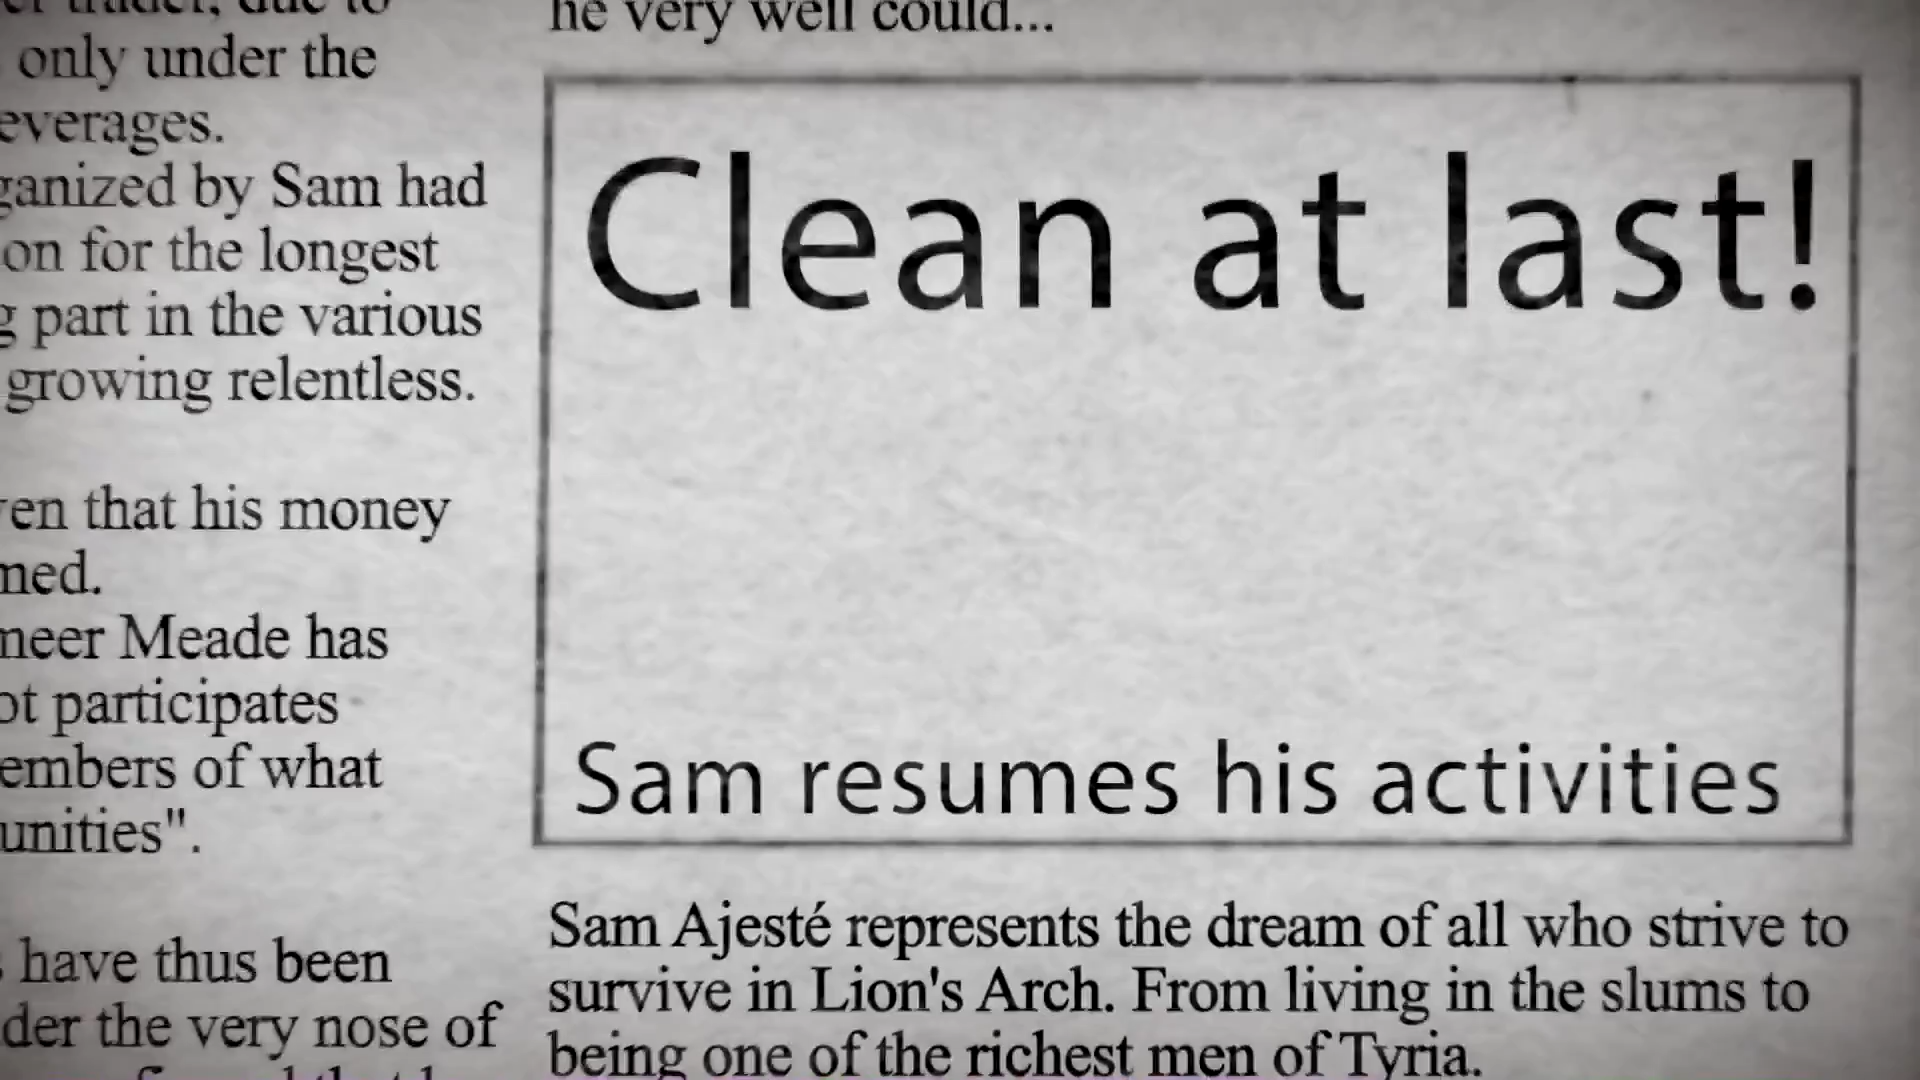 only under the
everages.
ganized by Sam had
on for the longest
g part in the various
growing relentless.
en that his money
med.
neer Meade has
ot participates
embers of what
unities".
have thus been
der the very nose of
he very well could...
Clean at last!
Sam resumes his activities
Sam Ajesté represents the dream of all who strive to
survive in Lion's Arch. From living in the slums to
being one of the richest men of Tyria.